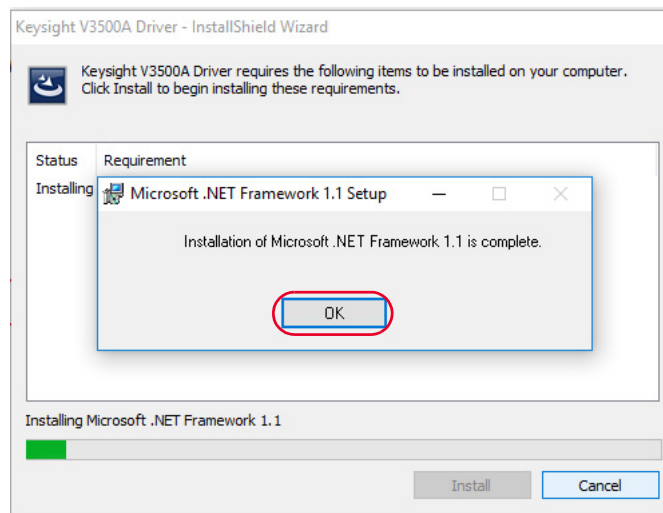 Keysight V3500A Driver - InstallShield Wizard
Keysight V3500A Driver requires the following items to be installed on your computer.
Click Install to begin installing these requirements.
Status Requirement
Installing
Microsoft .NET Framework 1.1 Setup
Installation of Microsoft .NET Framework 1.1 is complete.
OK
Installing Microsoft .NET Framework 1.1
Install Cancel